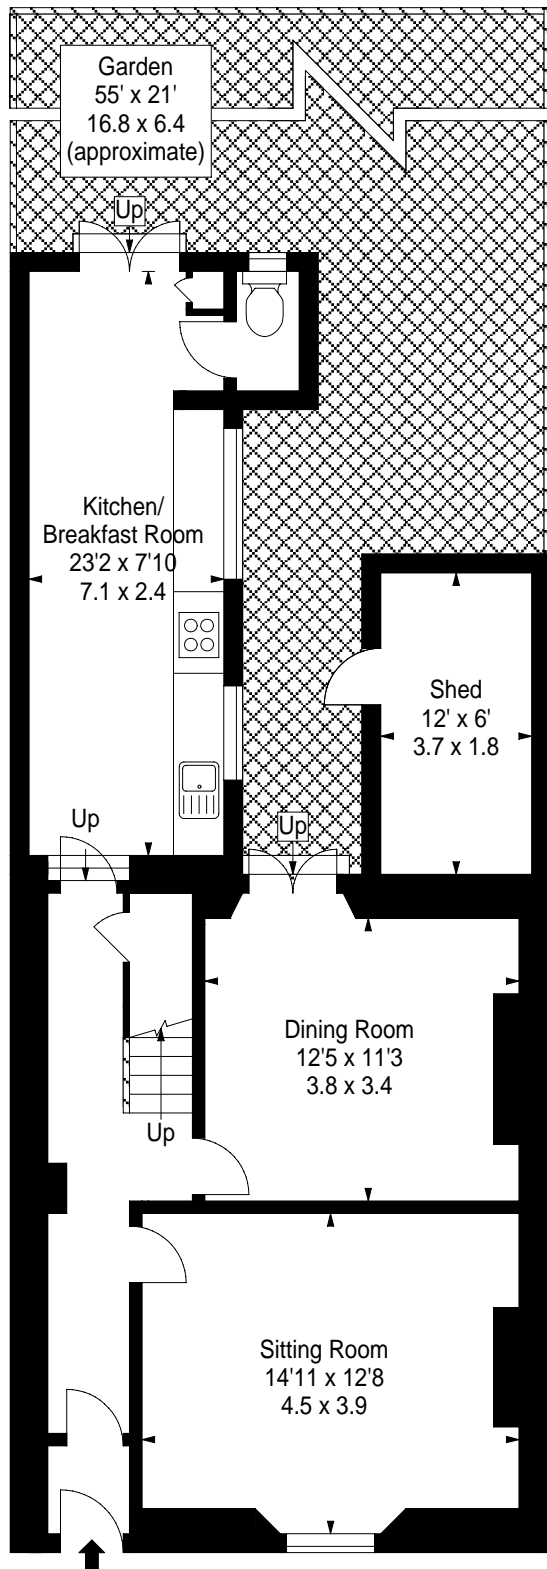 Garden
55' x 21'
16.8 x 6.4
(approximate)
Up
Kitchen/
Breakfast Room
23'2 x 7'10
7.1 x 2.4
Shed
12' x 6'
3.7 x 1.8
Up
Up
Dining Room
12'5 x 11'3
3.8 x 3.4
Up
Sitting Room
14'11 x 12'8
4.5 x 3.9